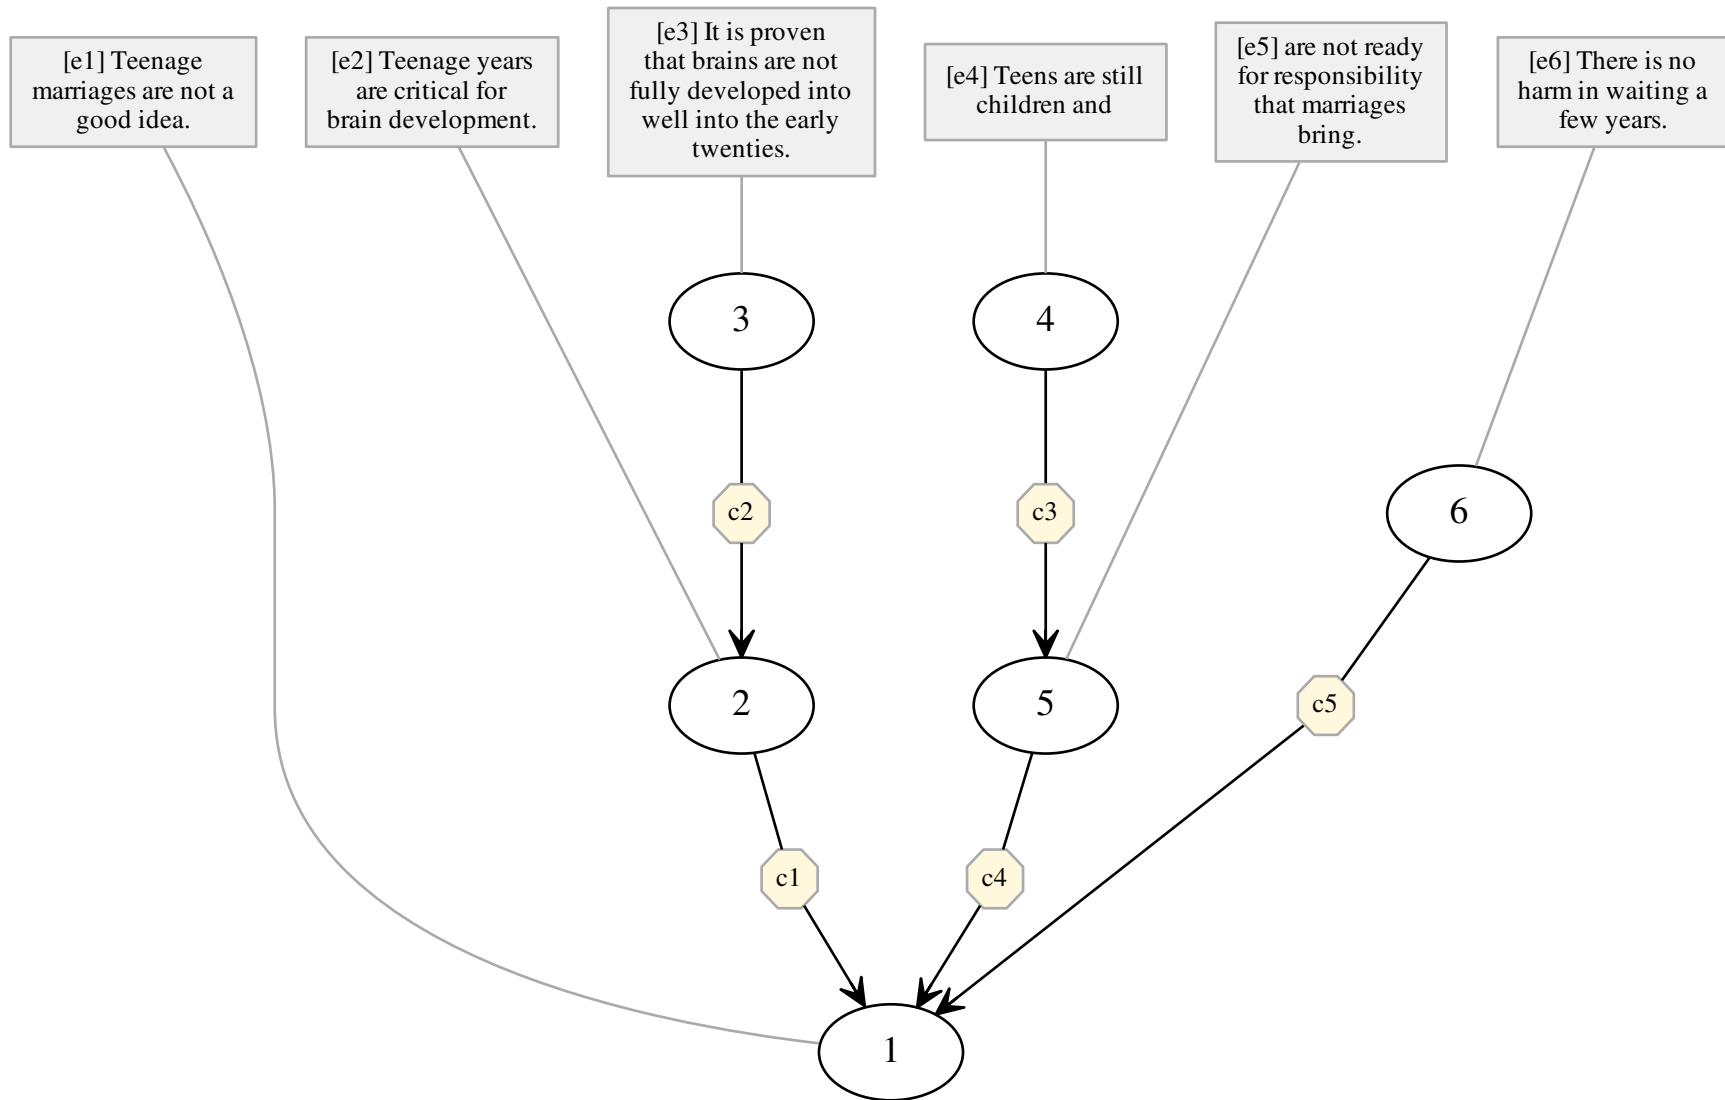 [e1] Teenage
marriages are not a
good idea.
[e2] Teenage years
are critical for
brain development.
[e3] It is proven
that brains are not
fully developed into
well into the early
twenties.
[e4] Teens are still
children and
[e5] are not ready
for responsibility
that marriages
bring.
[e6] There is no
harm in waiting a
few years.
3
4
c2
c3
6
2
5
c5
c1
c4
1